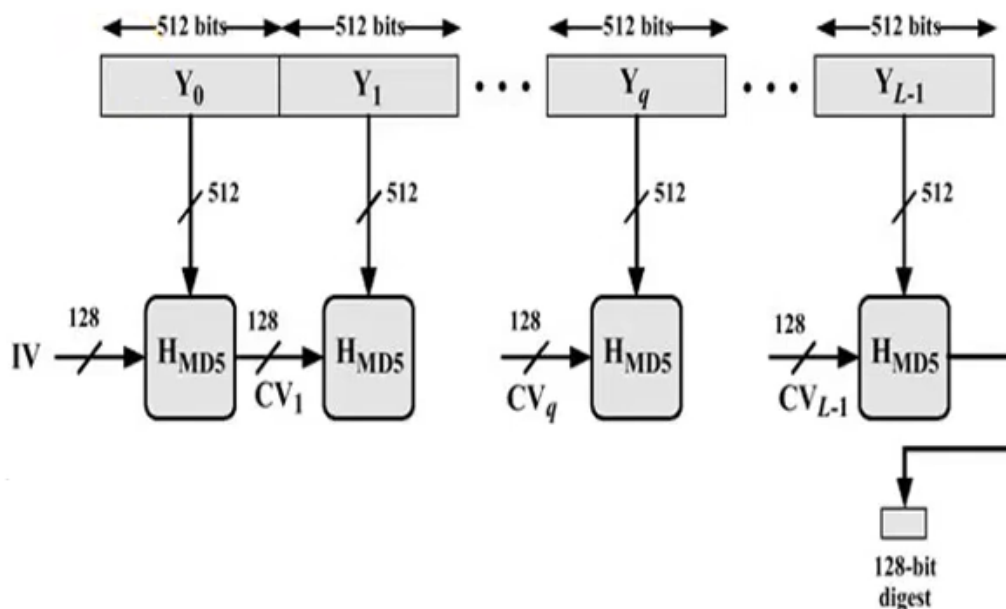 512 bits 512 bits 512 bits 512 bits
Y0 Y1 • • • Yq • • • YL-1
512 512 512 512
128 128 128 128
IV HMD5 HMD5 HMD5 HMD5
CV1 CVq CVL-1
128-bit
digest